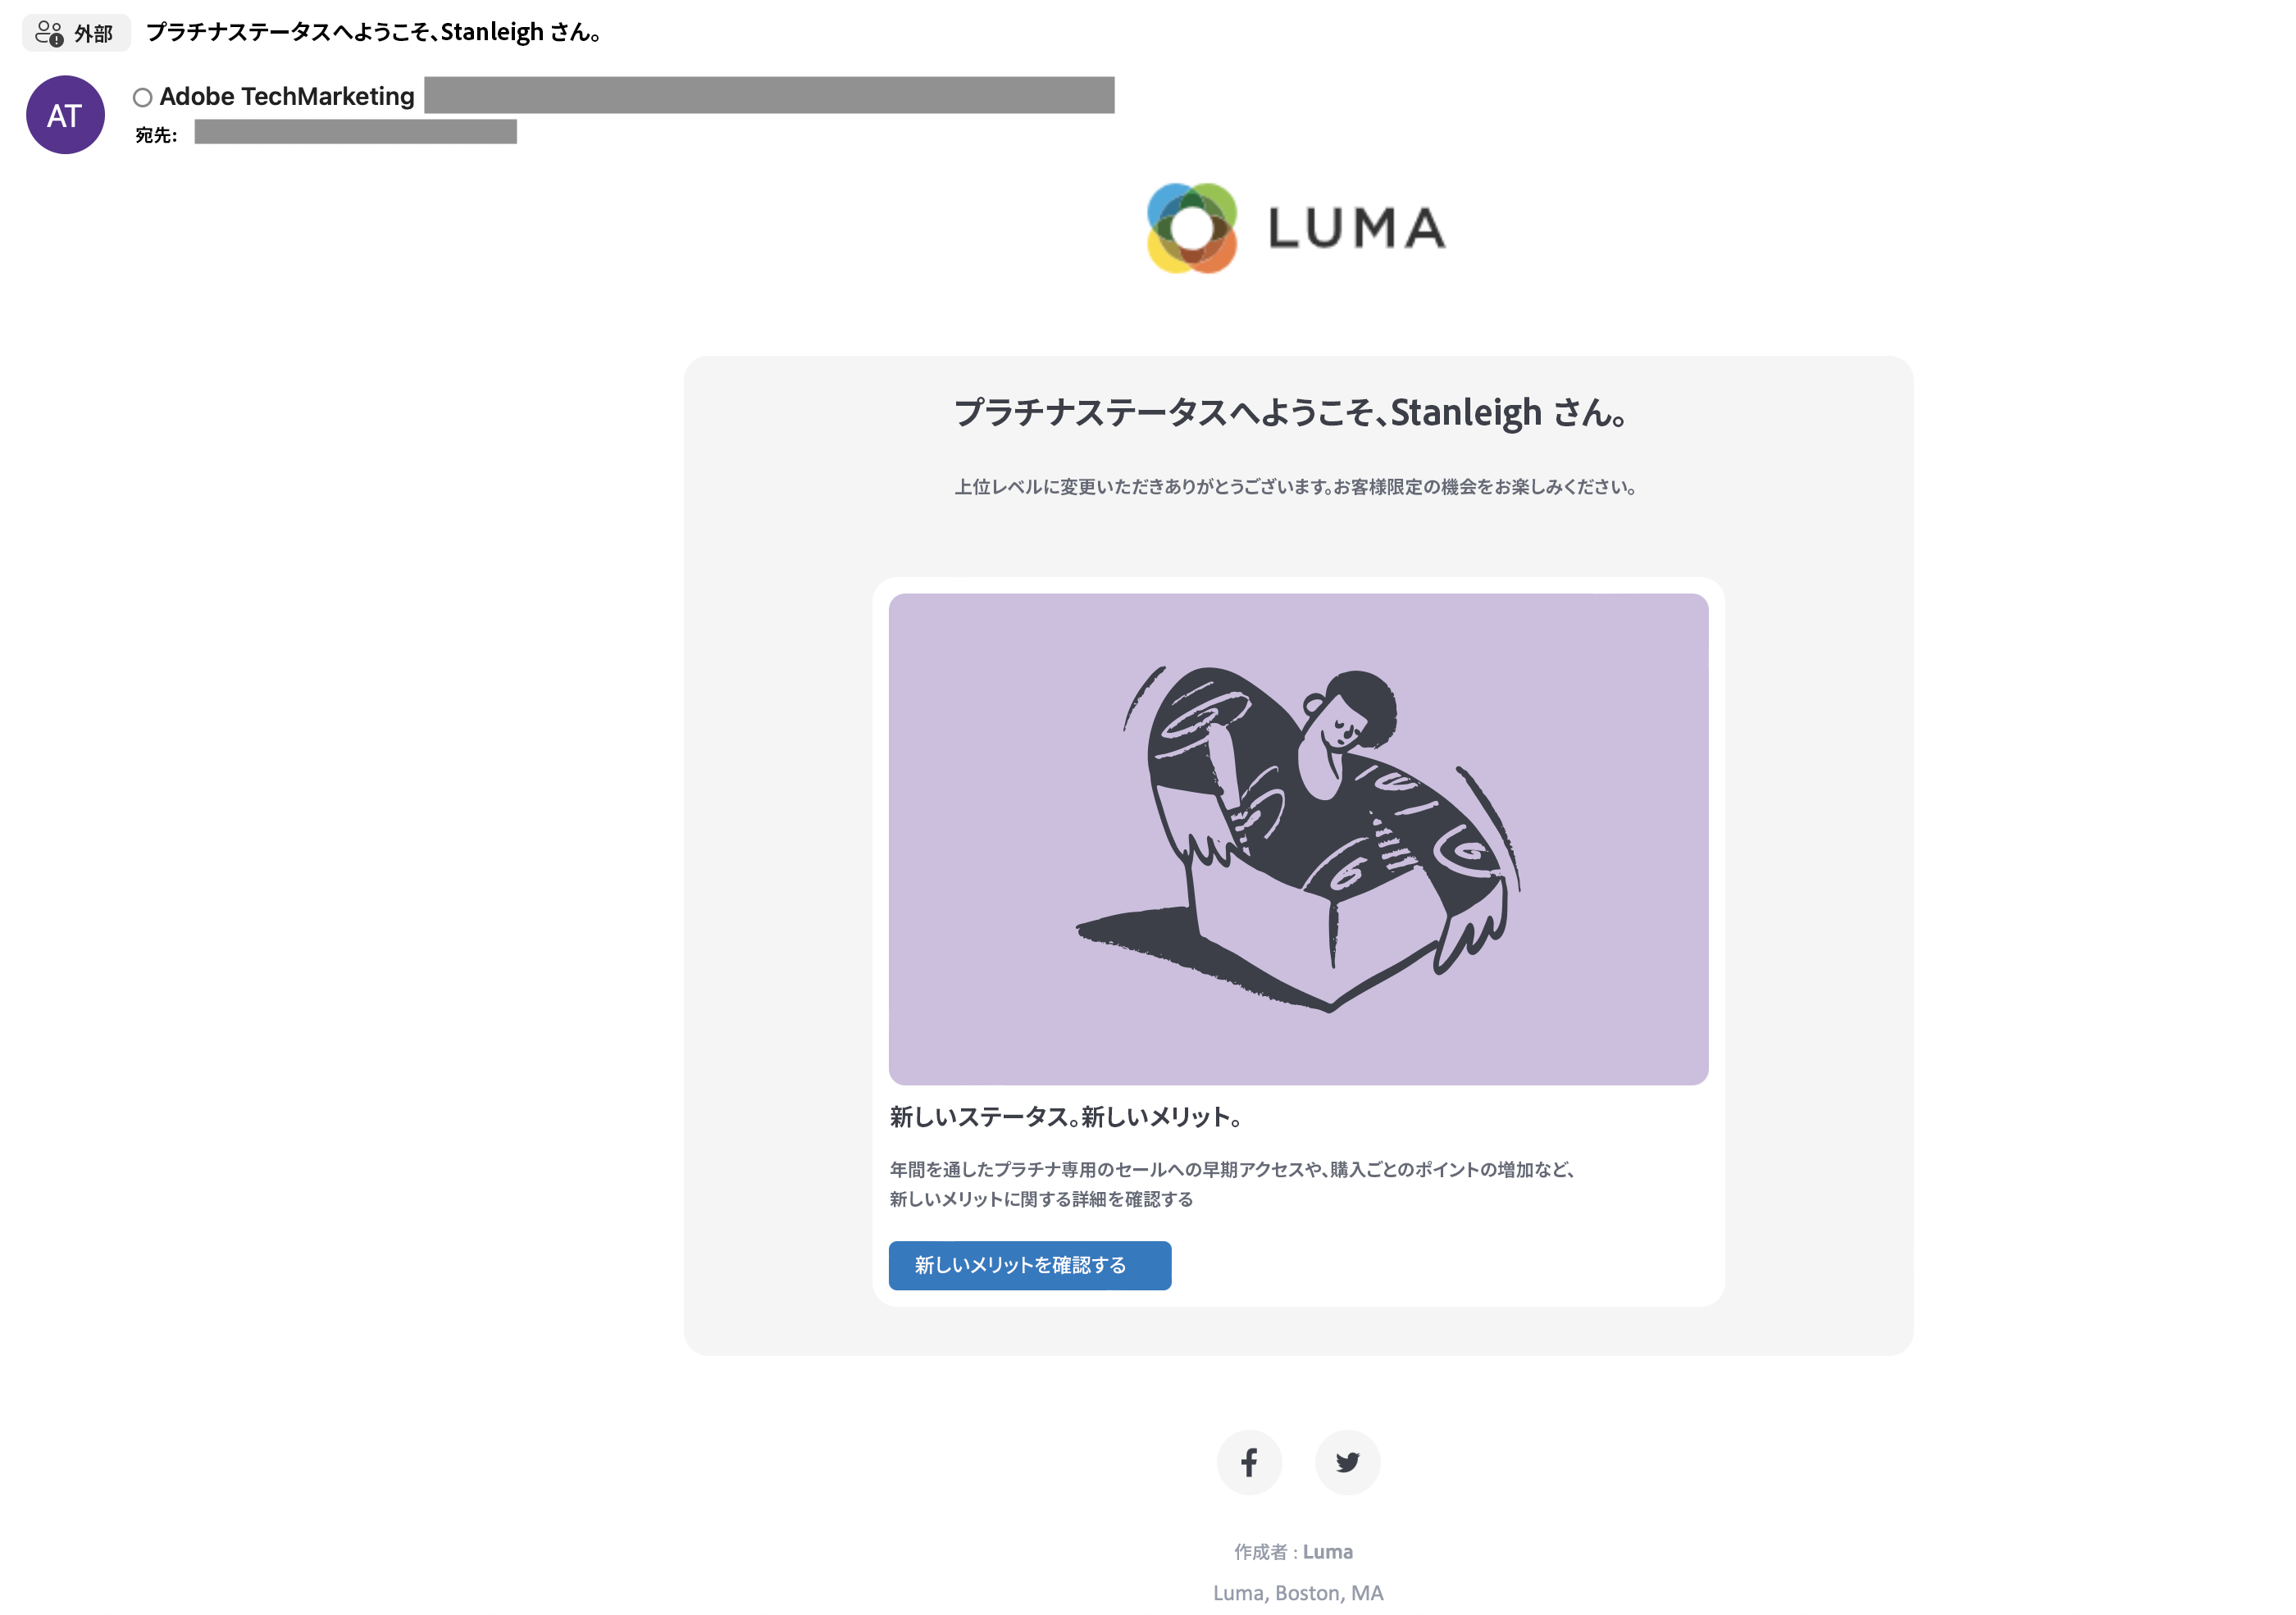 外部 プラチナステータスへようこそ、Stanleigh さん。
AT Adobe TechMarketing
宛先:
LUMA
プラチナステータスへようこそ、Stanleigh さん。
上位レベルに変更いただきありがとうございます。お客様限定の機会をお楽しみください。
新しいステータス。新しいメリット。
年間を通したプラチナ専用のセールへの早期アクセスや、購入ごとのポイントの増加など、
新しいメリットに関する詳細を確認する
新しいメリットを確認する
作成者 : Luma
Luma, Boston, MA